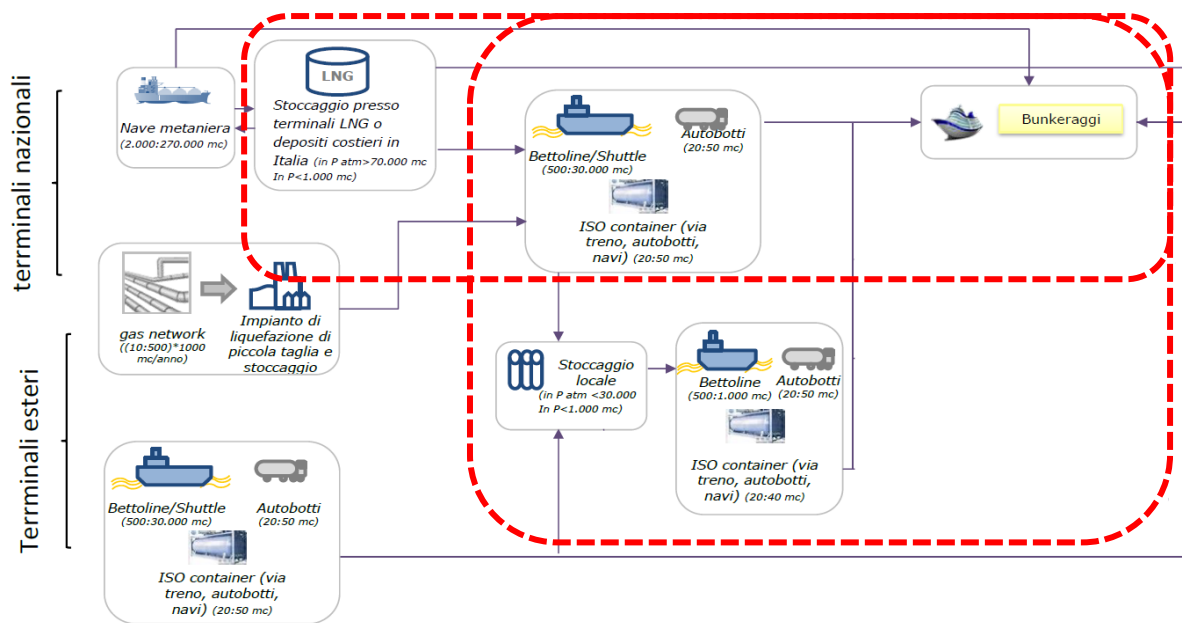 terminali nazionali
Nave metaniera
(2.000:270.000 mc)
LNG
Stoccaggio presso
terminali LNG o
depositi costieri in
Italia (in P atm>70.000 mc
In P<1.000 mc)
Bettoline/Shuttle
(500:30.000 mc)
Autobotti
(20:50 mc)
ISO container (via
treno, autobotti,
navi) (20:50 mc)
Bunkeraggi
gas network
((10:500)*1000
mc/anno)
Impianto di
liquefazione di
piccola taglia e
stoccaggio
Stoccaggio
locale
(in P atm <30.000
In P<1.000 mc)
Bettoline
(500:1.000 mc)
Autobotti
(20:50 mc)
ISO container (via
treno, autobotti,
navi) (20:40 mc)
Terrminali esteri
Bettoline/Shuttle
(500:30.000 mc)
Autobotti
(20:50 mc)
ISO container (via
treno, autobotti,
navi) (20:50 mc)